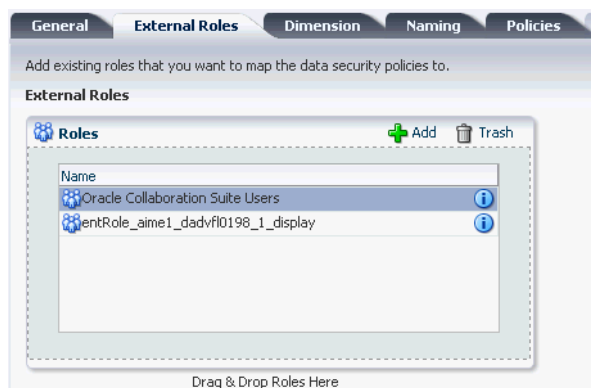 General External Roles Dimension Naming Policies
Add existing roles that you want to map the data security policies to.
External Roles
Roles Add Trash
Name
Oracle Collaboration Suite Users
entRole_aime1_dadvfl0198_1_display
Drag & Drop Roles Here